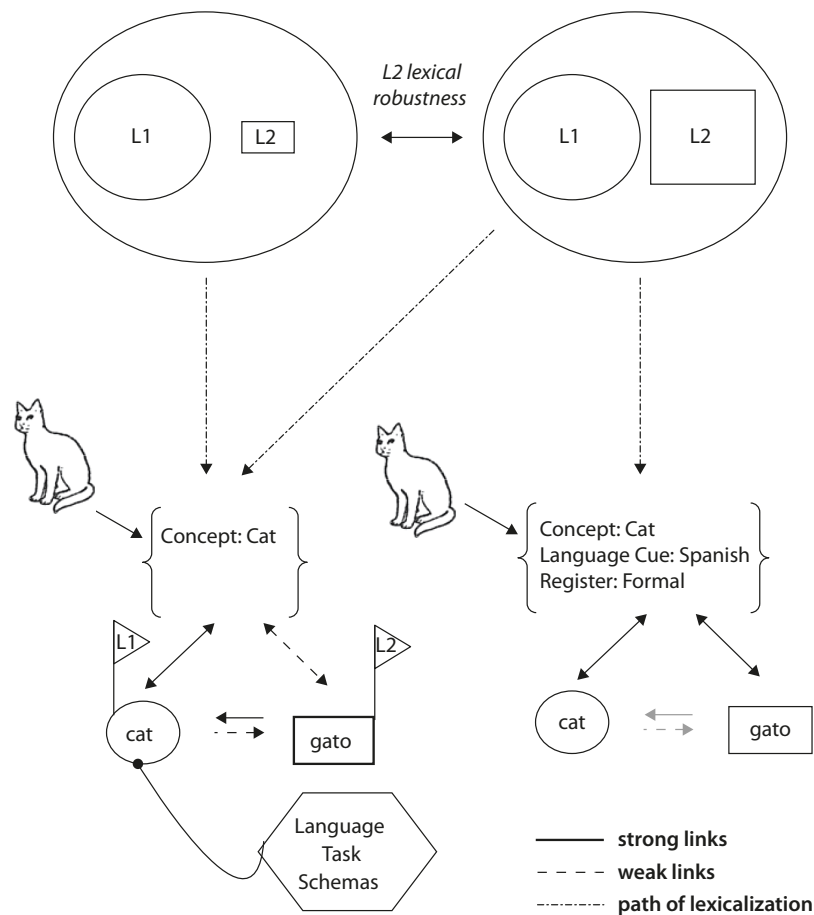 L2 lexical
robustness
L1
L2
L1
L2
Concept: Cat
Concept: Cat
Language Cue: Spanish
Register: Formal
L1
L2
cat
gato
cat
gato
Language
Task
Schemas
strong links
weak links
path of lexicalization